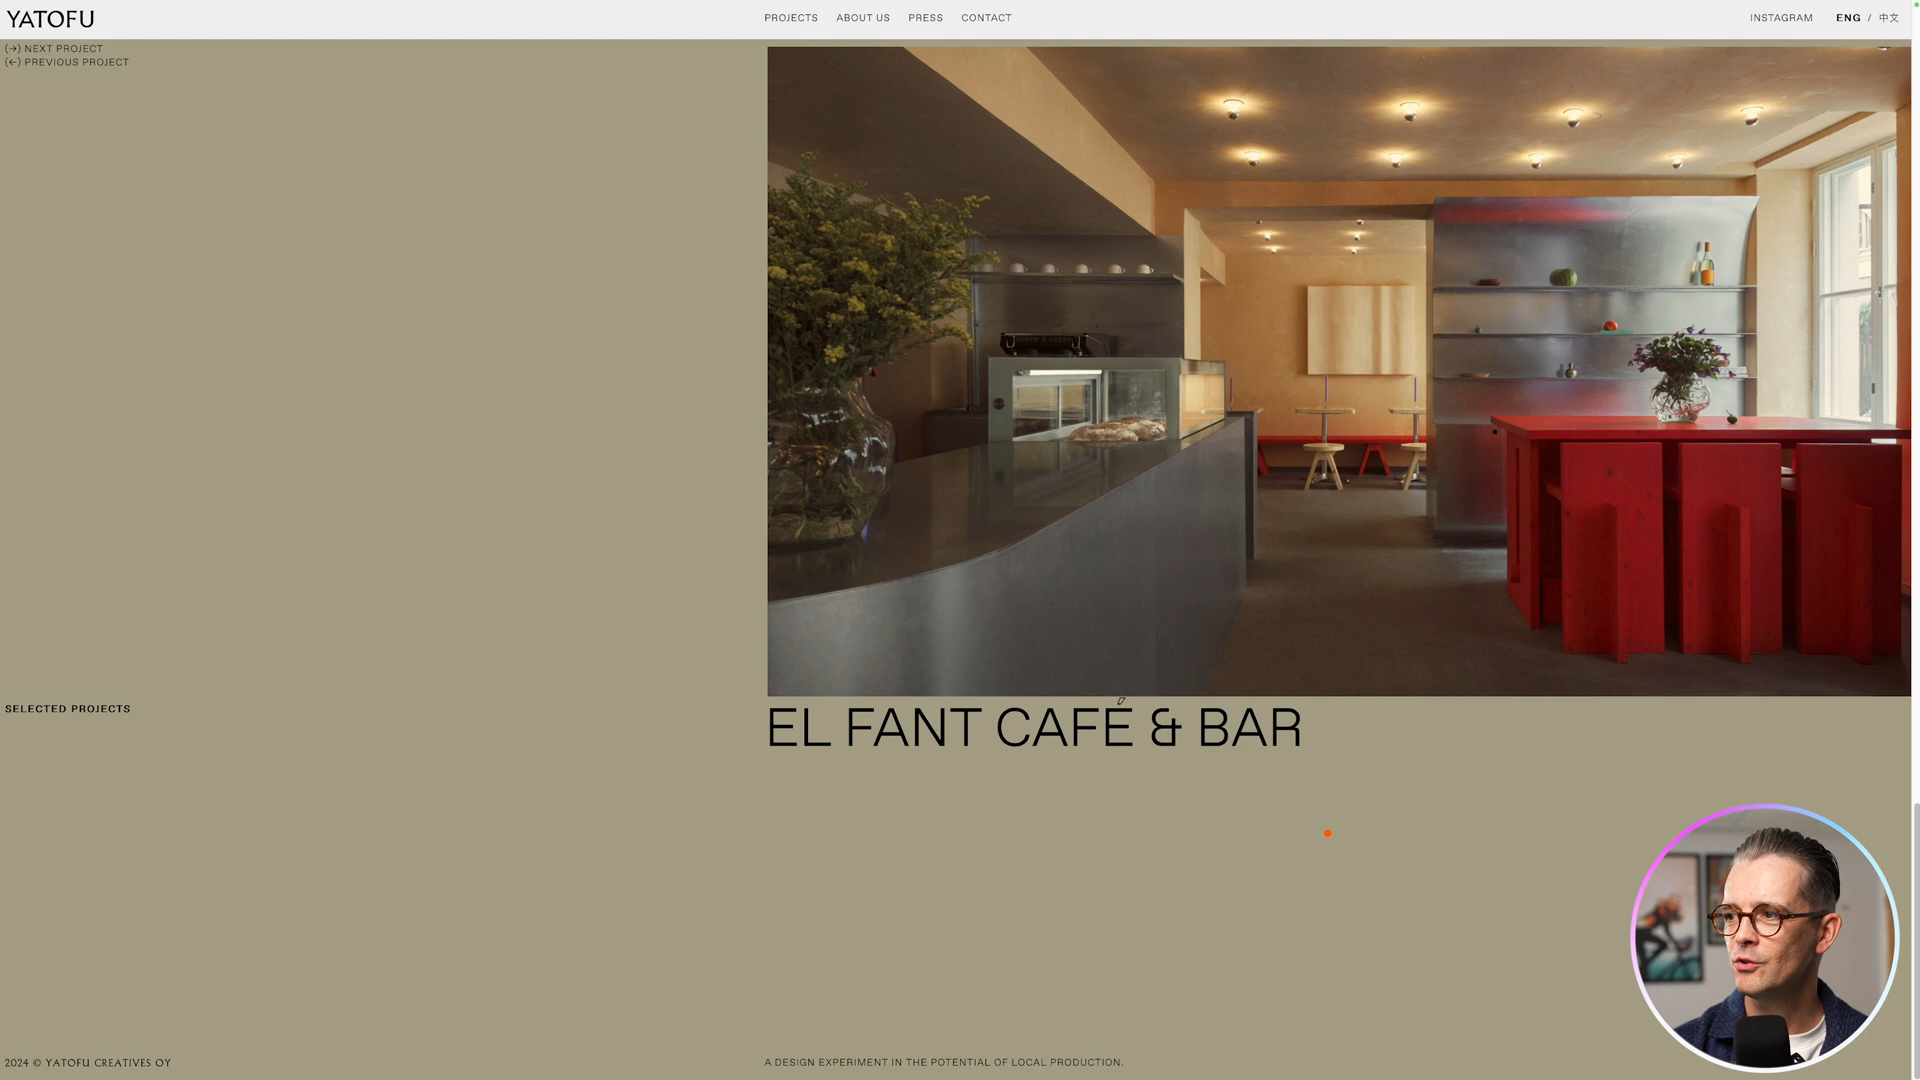 YATOFU
PROJECTS ABOUT US PRESS CONTACT
INSTAGRAM ENG / 中文
(→) NEXT PROJECT
(←) PREVIOUS PROJECT
SELECTED PROJECTS
EL FANT CAFÉ & BAR
2024 © YATOFU CREATIVES OY
A DESIGN EXPERIMENT IN THE POTENTIAL OF LOCAL PRODUCTION.